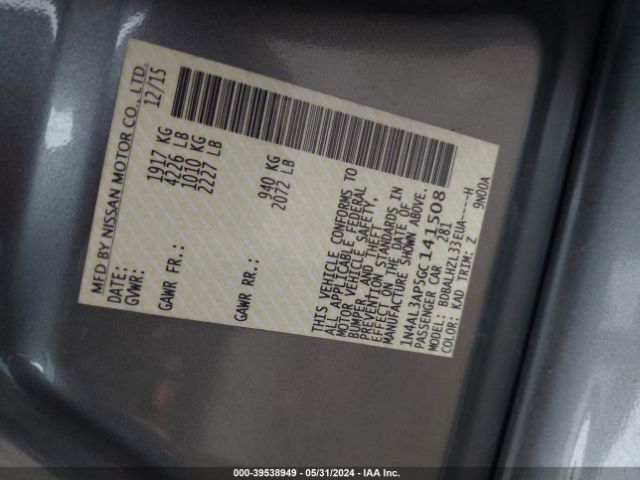 MFD BY NISSAN MOTOR CO., LTD.
DATE: 12/15
GVWR: 1917 KG
4226 LB
GAWR FR.: 1010 KG
2227 LB
GAWR RR.: 940 KG
2072 LB
THIS VEHICLE CONFORMS TO
ALL APPLICABLE FEDERAL
MOTOR VEHICLE SAFETY,
BUMPER, AND THEFT
PREVENTION STANDARDS IN
EFFECT ON THE DATE OF
MANUFACTURE SHOWN ABOVE.
1N4AL3AP5GC141508
PASSENGER CAR 281
MODEL: BDBALHZL33EUA----H
COLOR: KAD TRIM: Z 9N00A
000-39538949 - 05/31/2024 - IAA Inc.